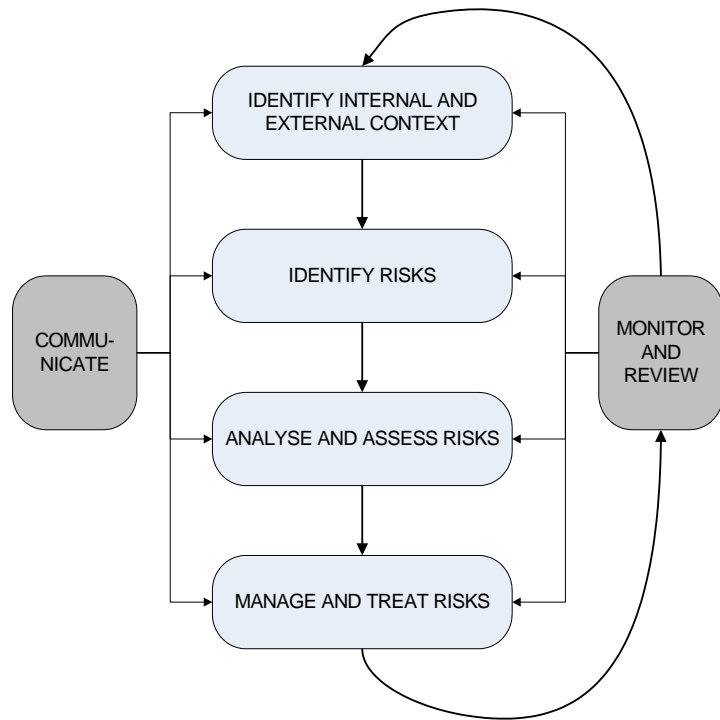 IDENTIFY INTERNAL AND
EXTERNAL CONTEXT
IDENTIFY RISKS
COMMU-
NICATE
MONITOR
AND
REVIEW
ANALYSE AND ASSESS RISKS
MANAGE AND TREAT RISKS